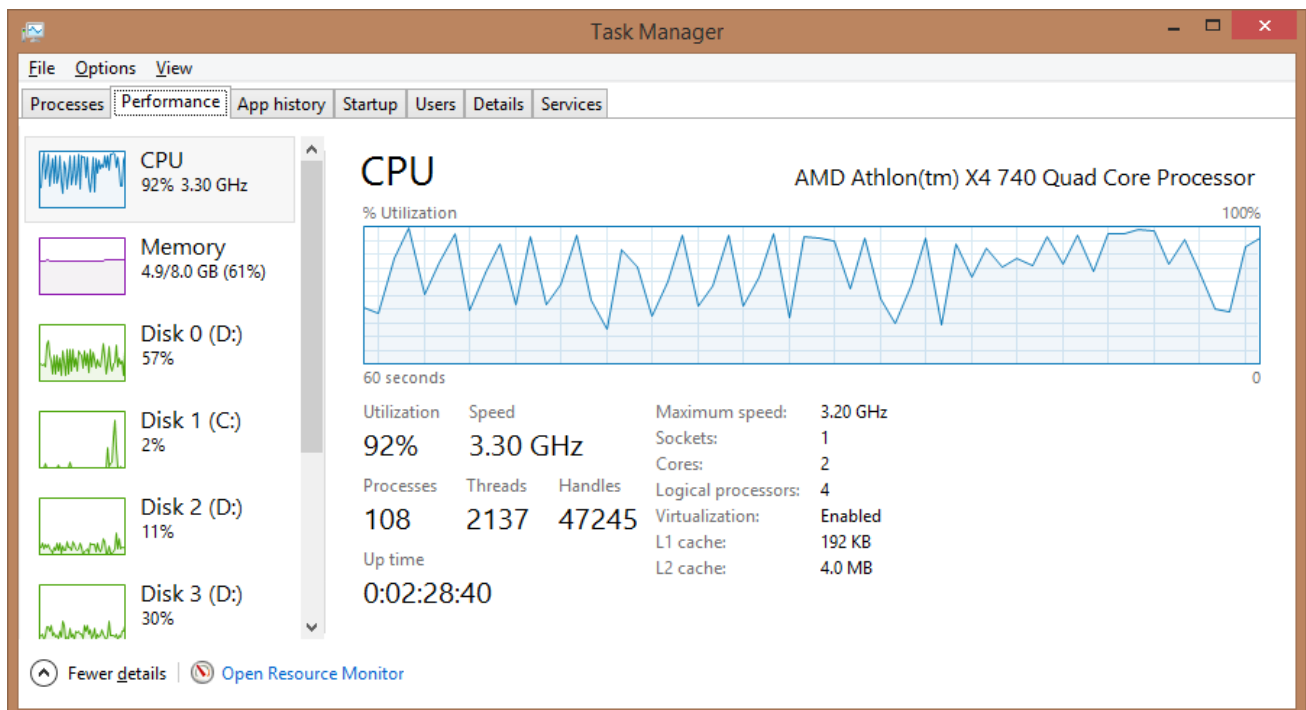 Task Manager
File Options View
Processes Performance App history Startup Users Details Services
CPU
92% 3.30 GHz
Memory
4.9/8.0 GB (61%)
Disk 0 (D:)
57%
Disk 1 (C:)
2%
Disk 2 (D:)
11%
Disk 3 (D:)
30%
CPU
AMD Athlon(tm) X4 740 Quad Core Processor
% Utilization 100%
60 seconds 0
Utilization Speed
92% 3.30 GHz
Processes Threads Handles
108 2137 47245
Up time
0:02:28:40
Maximum speed: 3.20 GHz
Sockets: 1
Cores: 2
Logical processors: 4
Virtualization: Enabled
L1 cache: 192 KB
L2 cache: 4.0 MB
Fewer details Open Resource Monitor